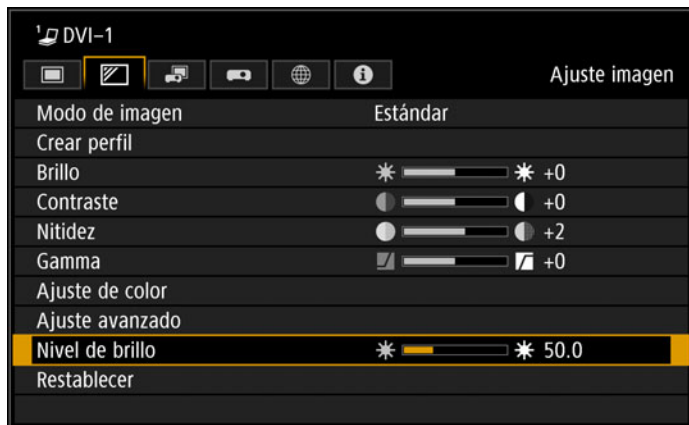 1 DVI-1
Ajuste imagen
Modo de imagen Estándar
Crear perfil
Brillo +0
Contraste +0
Nitidez +2
Gamma +0
Ajuste de color
Ajuste avanzado
Nivel de brillo 50.0
Restablecer